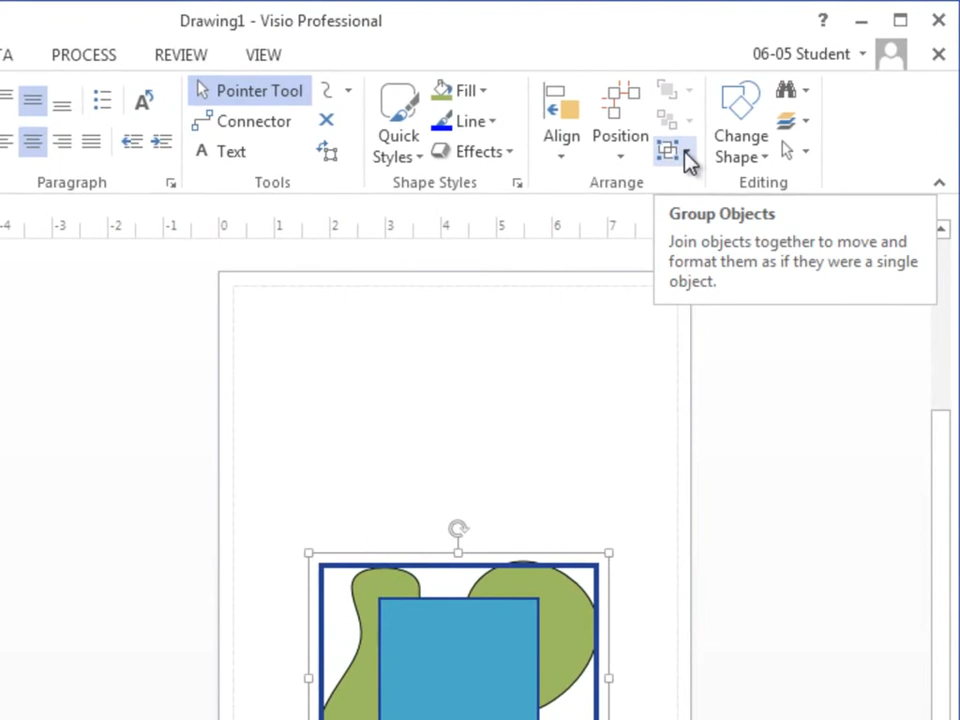 Drawing1 - Visio Professional
?
TA PROCESS REVIEW VIEW 06-05 Student
Pointer Tool
Connector
A Text
Quick
Styles
Fill
Line
Effects
Align
Position
Change
Shape
Paragraph Tools Shape Styles Arrange Editing
-4 -3 -2 -1 0 1 2 3 4 5 6 7
Group Objects
Join objects together to move and
format them as if they were a single
object.